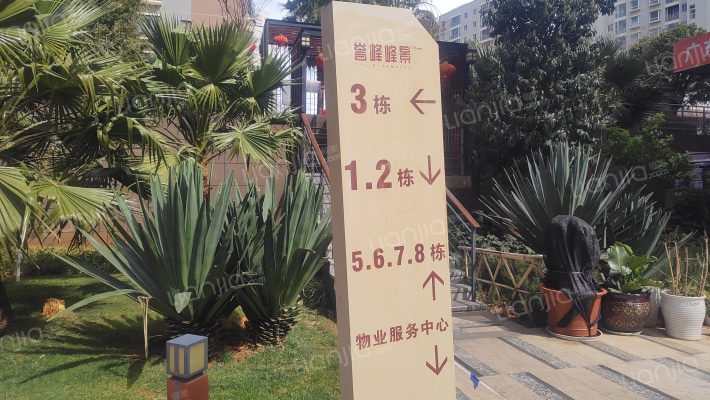 誉峰峰景
3栋 ←
1.2栋 ↓
5.6.7.8栋
↑
物业服务中心
↓